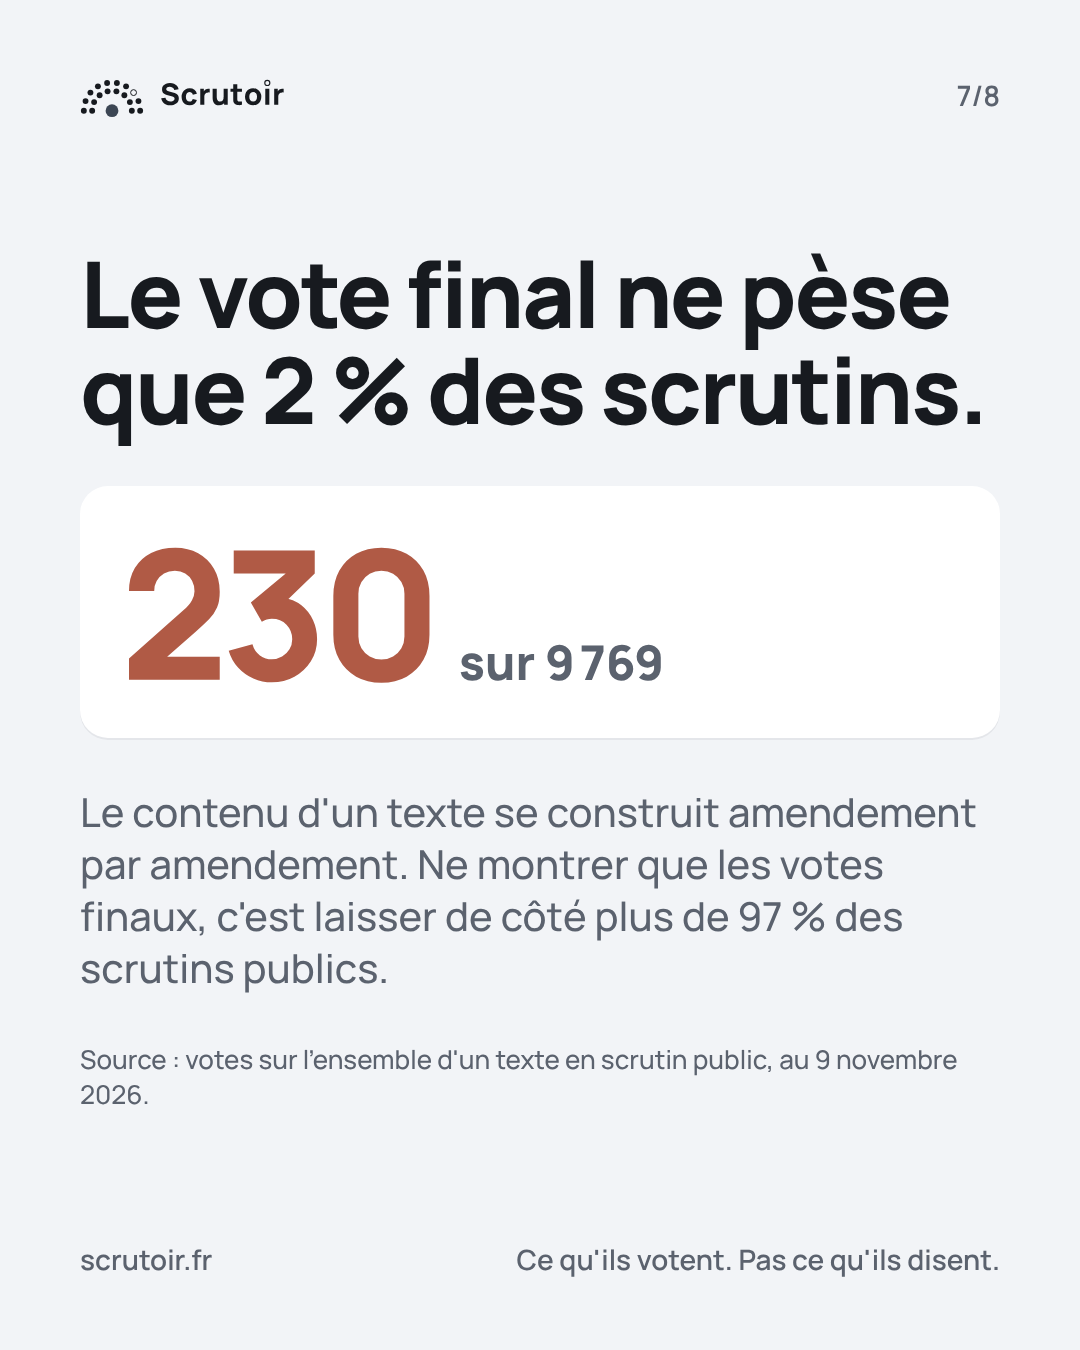 Scrutoir
7/8
Le vote final ne pèse
que 2 % des scrutins.
230 sur 9 769
Le contenu d'un texte se construit amendement
par amendement. Ne montrer que les votes
finaux, c'est laisser de côté plus de 97 % des
scrutins publics.
Source : votes sur l’ensemble d'un texte en scrutin public, au 9 novembre
2026.
scrutoir.fr
Ce qu'ils votent. Pas ce qu'ils disent.